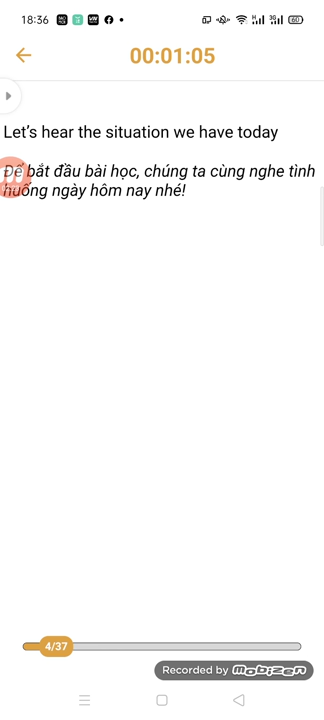 18:36
60
00:01:05
Let's hear the situation we have today
Để bắt đầu bài học, chúng ta cùng nghe tình
huống ngày hôm nay nhé!
4/37
Recorded by mobizen